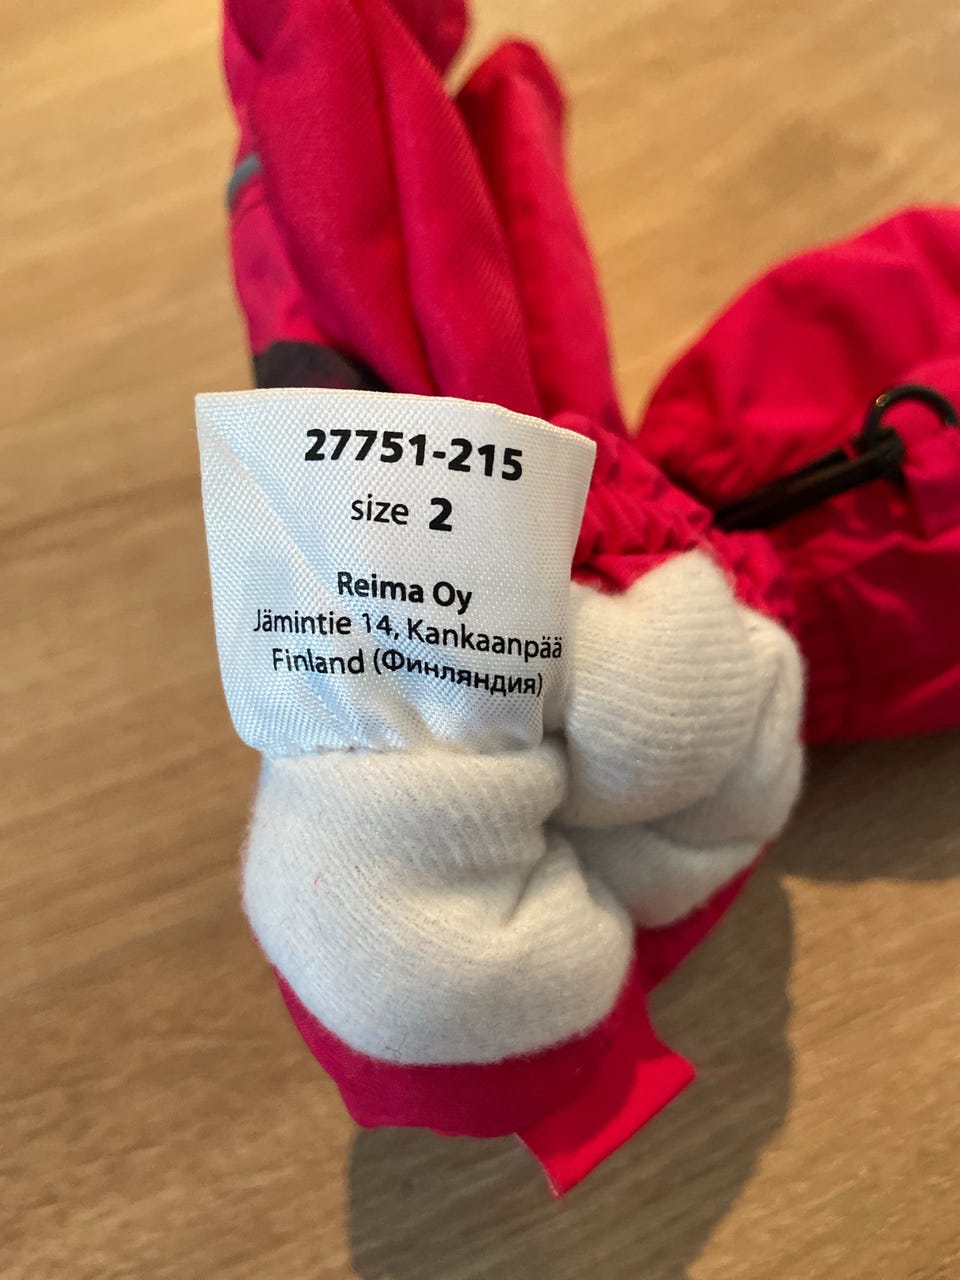 27751-215
size 2
Reima Oy
Jämintie 14, Kankaanpää
Finland (Финляндия)